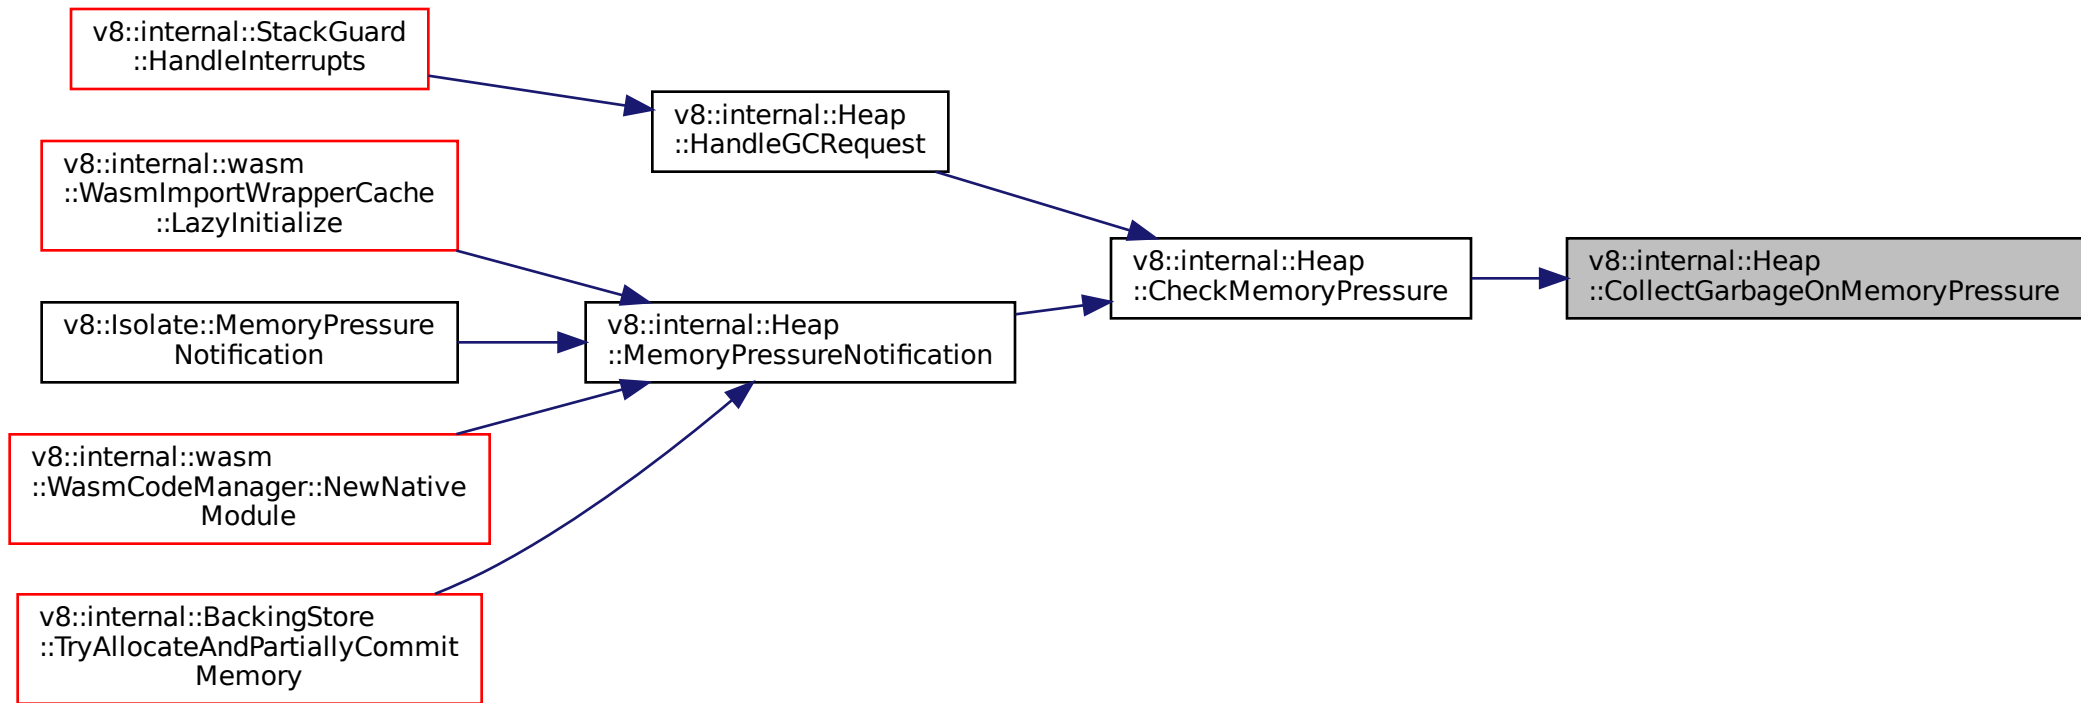 v8::internal::StackGuard
::HandleInterrupts
v8::internal::Heap
::HandleGCRequest
v8::internal::wasm
::WasmImportWrapperCache
::LazyInitialize
v8::internal::Heap
::CheckMemoryPressure
v8::internal::Heap
::CollectGarbageOnMemoryPressure
v8::Isolate::MemoryPressure
Notification
v8::internal::Heap
::MemoryPressureNotification
v8::internal::wasm
::WasmCodeManager::NewNative
Module
v8::internal::BackingStore
::TryAllocateAndPartiallyCommit
Memory